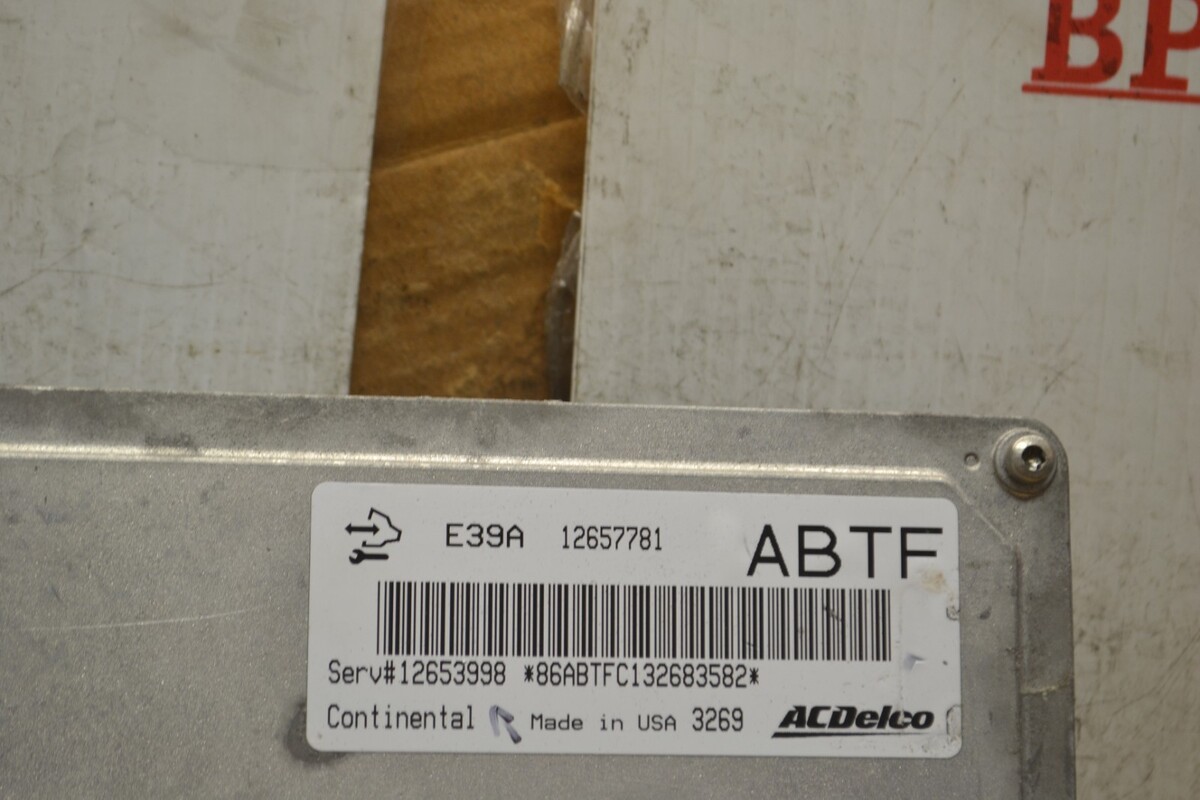 BP
E39A 12657781 ABTF
Serv#12653998 *86ABTFC132683582*
Continental Made in USA 3269 ACDelco